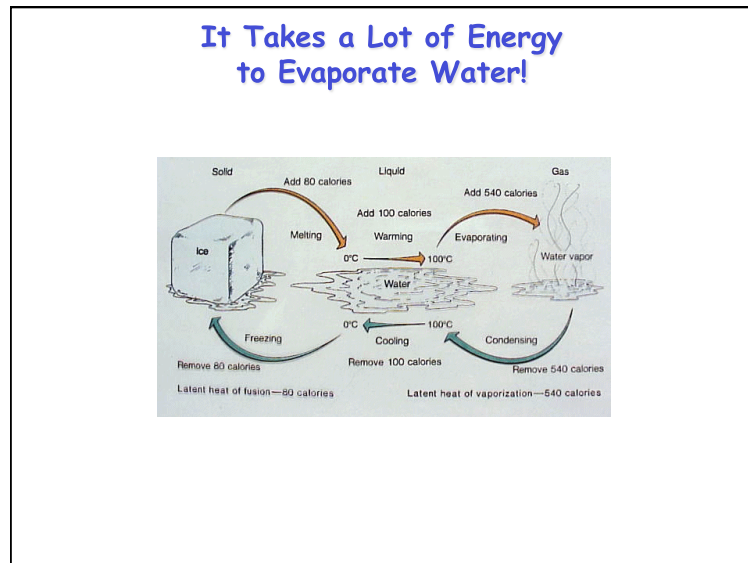 It Takes a Lot of Energy
to Evaporate Water!
Solid
Liquid
Gas
Add 80 calories
Add 540 calories
Add 100 calories
Melting
Warming
Evaporating
Ice
0°C
100°C
Water vapor
Water
0°C
100°C
Freezing
Cooling
Condensing
Remove 80 calories
Remove 100 calories
Remove 540 calories
Latent heat of fusion—80 calories
Latent heat of vaporization—540 calories